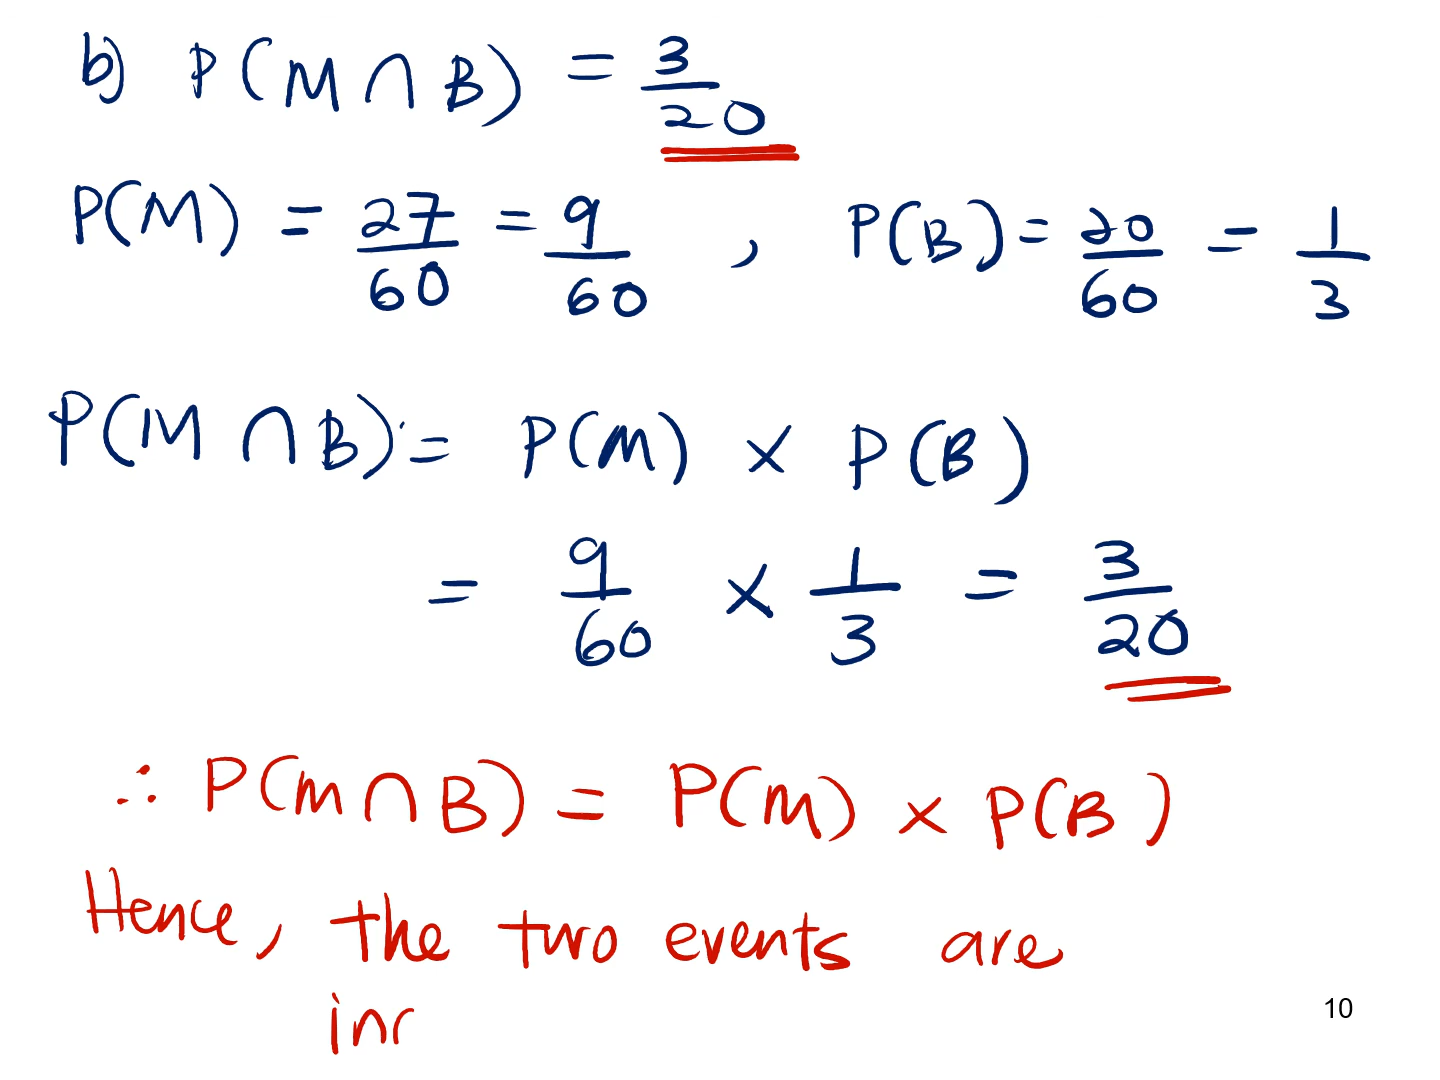 b) P(M ∩ B) = 3/20
P(M) = 27/60 = 9/60 , P(B) = 20/60 = 1/3
P(M ∩ B) = P(M) × P(B)
= 9/60 × 1/3 = 3/20
∴ P(M ∩ B) = P(M) × P(B)
Hence, the two events are
10